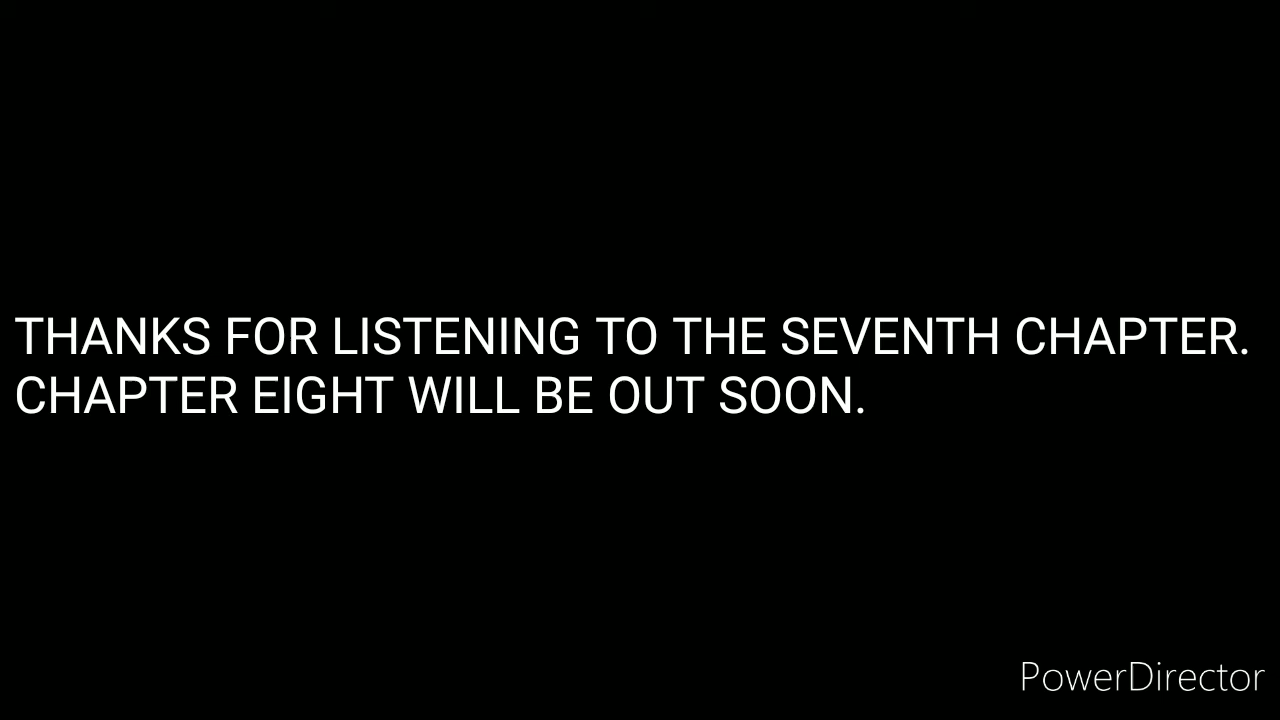 THANKS FOR LISTENING TO THE SEVENTH CHAPTER.
CHAPTER EIGHT WILL BE OUT SOON.
PowerDirector